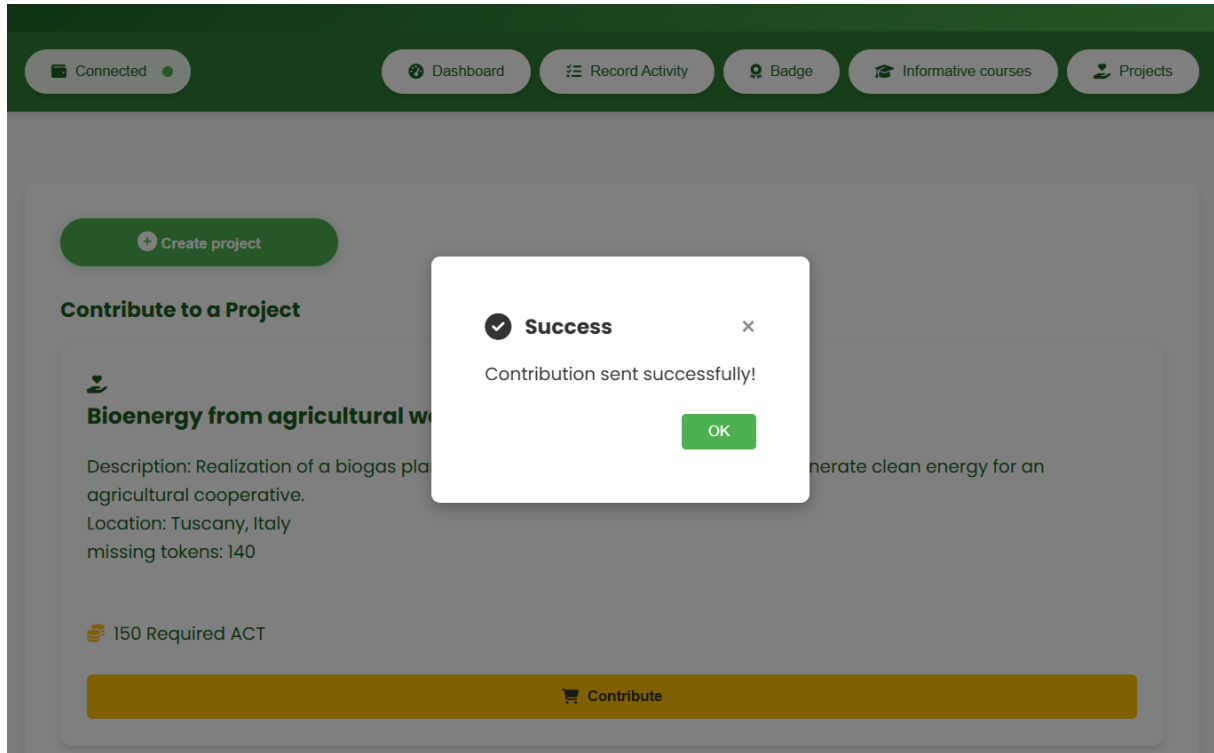 Connected
Dashboard
Record Activity
Badge
Informative courses
Projects
Create project
Contribute to a Project
Success
×
Contribution sent successfully!
OK
Bioenergy from agricultural
Description: Realization of a biogas
nerate clean energy for an
agricultural cooperative.
Location: Tuscany, Italy
missing tokens: 140
150 Required ACT
Contribute